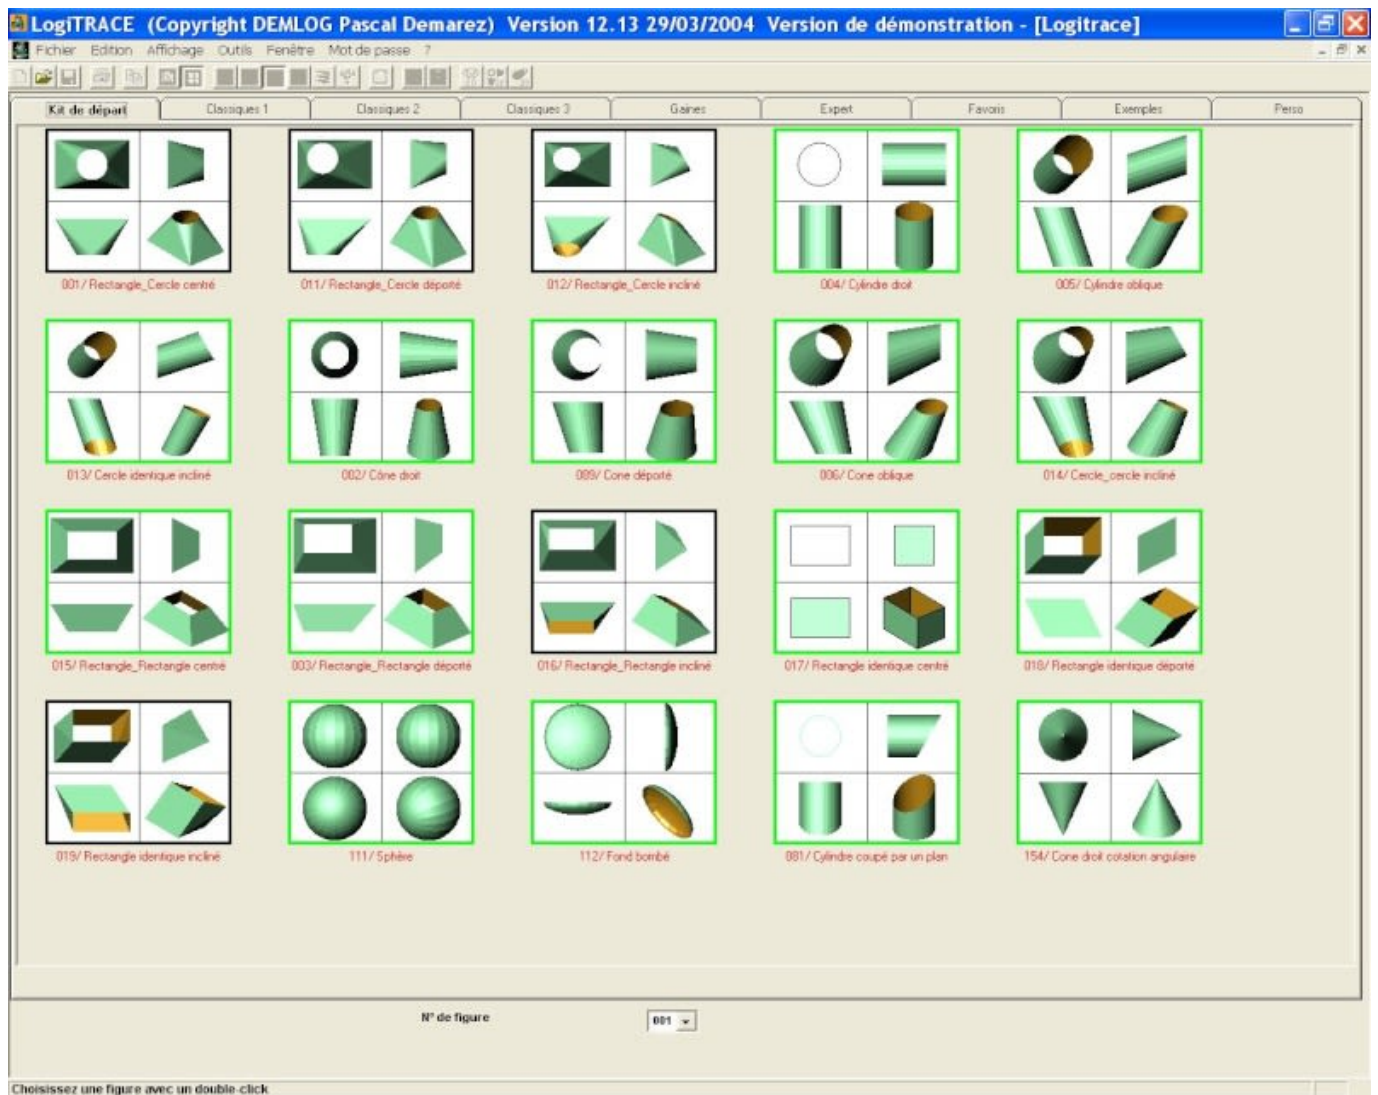 LogiTRACE (Copyright DEMLOG Pascal Demarez) Version 12.13 29/03/2004 Version de démonstration - [Logitrace]
Fichier Edition Affichage Outils Fenêtre Mot de passe ?
Kit de départ Classiques 1 Classiques 2 Classiques 3 Gaines Expert Favoris Exemples Perso
001/ Rectangle_Cercle centré 011/ Rectangle_Cercle déporté 012/ Rectangle_Cercle incliné 004/ Cylindre droit 005/ Cylindre oblique
013/ Cercle identique incliné 002/ Cône droit 089/ Cone déporté 006/ Cone oblique 014/ Cercle_cercle incliné
015/ Rectangle_Rectangle centré 003/ Rectangle_Rectangle déporté 016/ Rectangle_Rectangle incliné 017/ Rectangle identique centré 018/ Rectangle identique déporté
019/ Rectangle identique incliné 111/ Sphère 112/ Fond bombé 081/ Cylindre coupé par un plan 154/ Cone droit cotation angulaire
N° de figure 001
Choisissez une figure avec un double-click